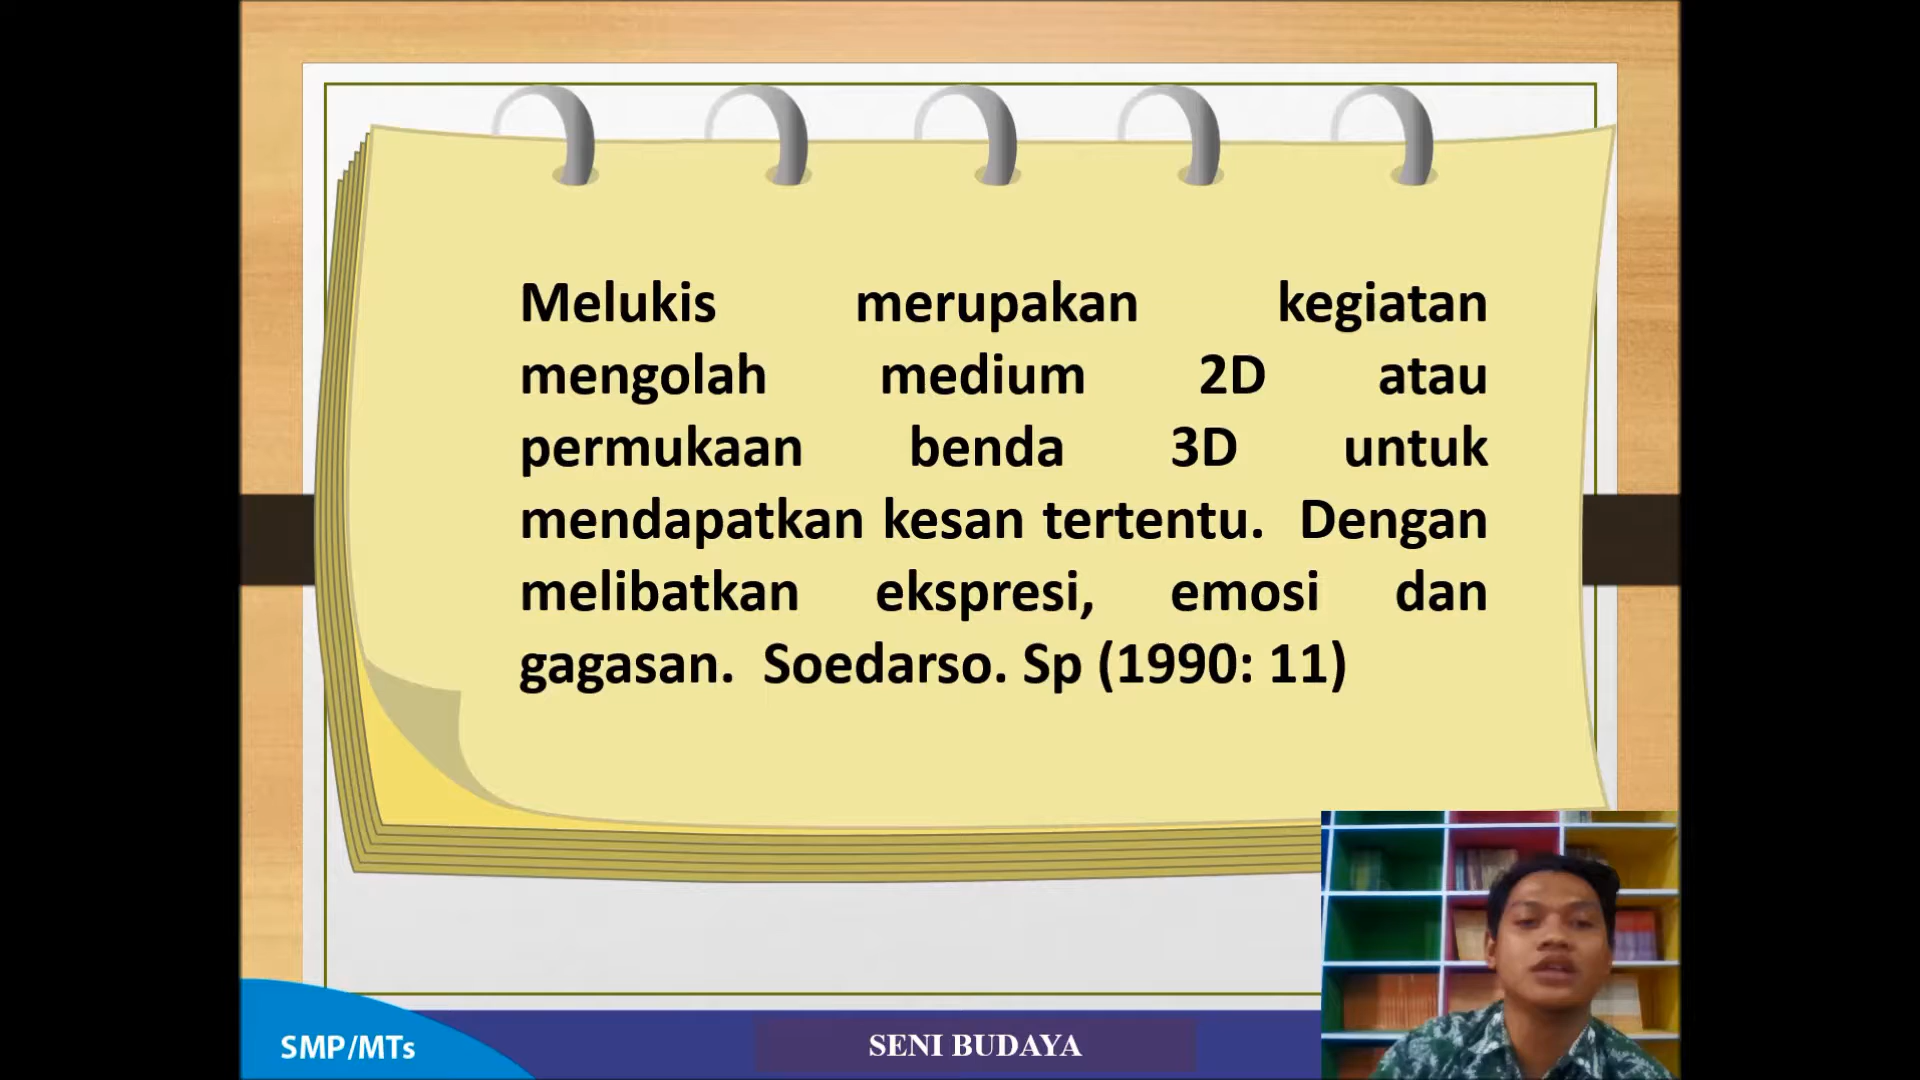 Melukis merupakan kegiatan
mengolah medium 2D atau
permukaan benda 3D untuk
mendapatkan kesan tertentu. Dengan
melibatkan ekspresi, emosi dan
gagasan. Soedarso. Sp (1990: 11)
SMP/MTs
SENI BUDAYA